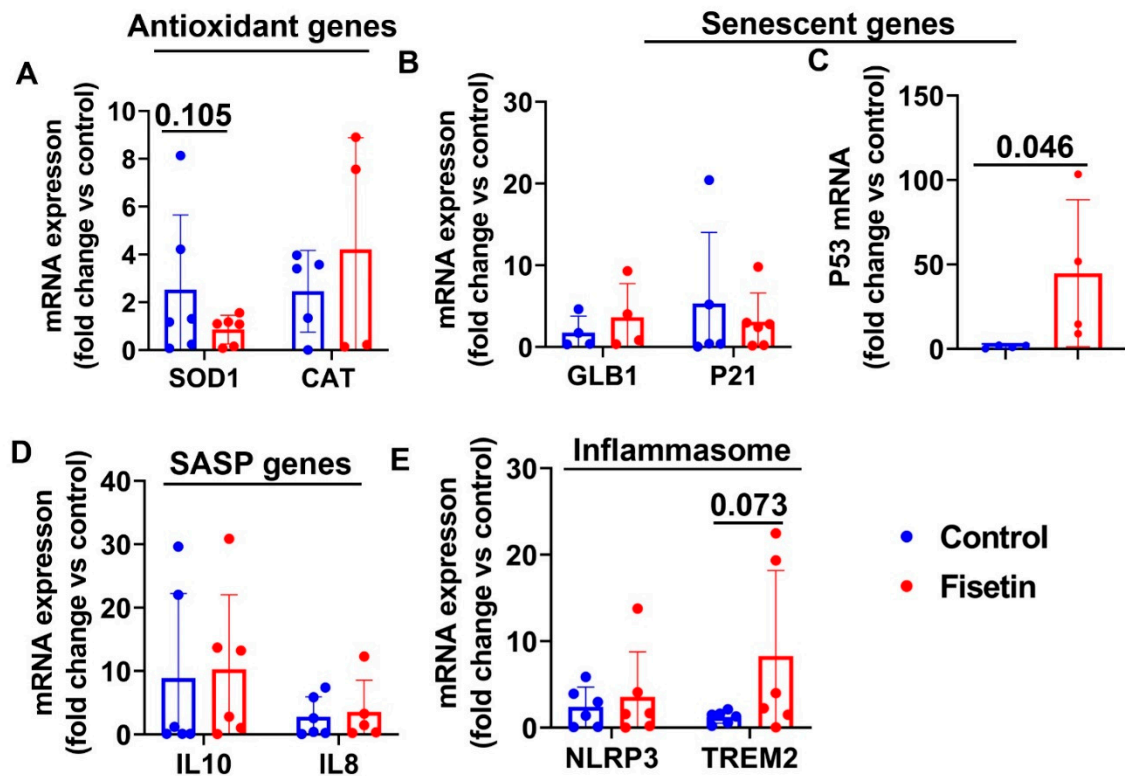 Antioxidant genes
Senescent genes
A
mRNA expresson
(fold change vs control)
10
8
6
4
2
0
0.105
SOD1
CAT
B
mRNA expresson
(fold change vs control)
30
20
10
0
GLB1
P21
C
P53 mRNA
(fold change vs control)
150
100
50
0
0.046
D
SASP genes
mRNA expresson
(fold change vs control)
40
30
20
10
0
IL10
IL8
E
Inflammasome
mRNA expresson
(fold change vs control)
30
20
10
0
0.073
NLRP3
TREM2
Control
Fisetin